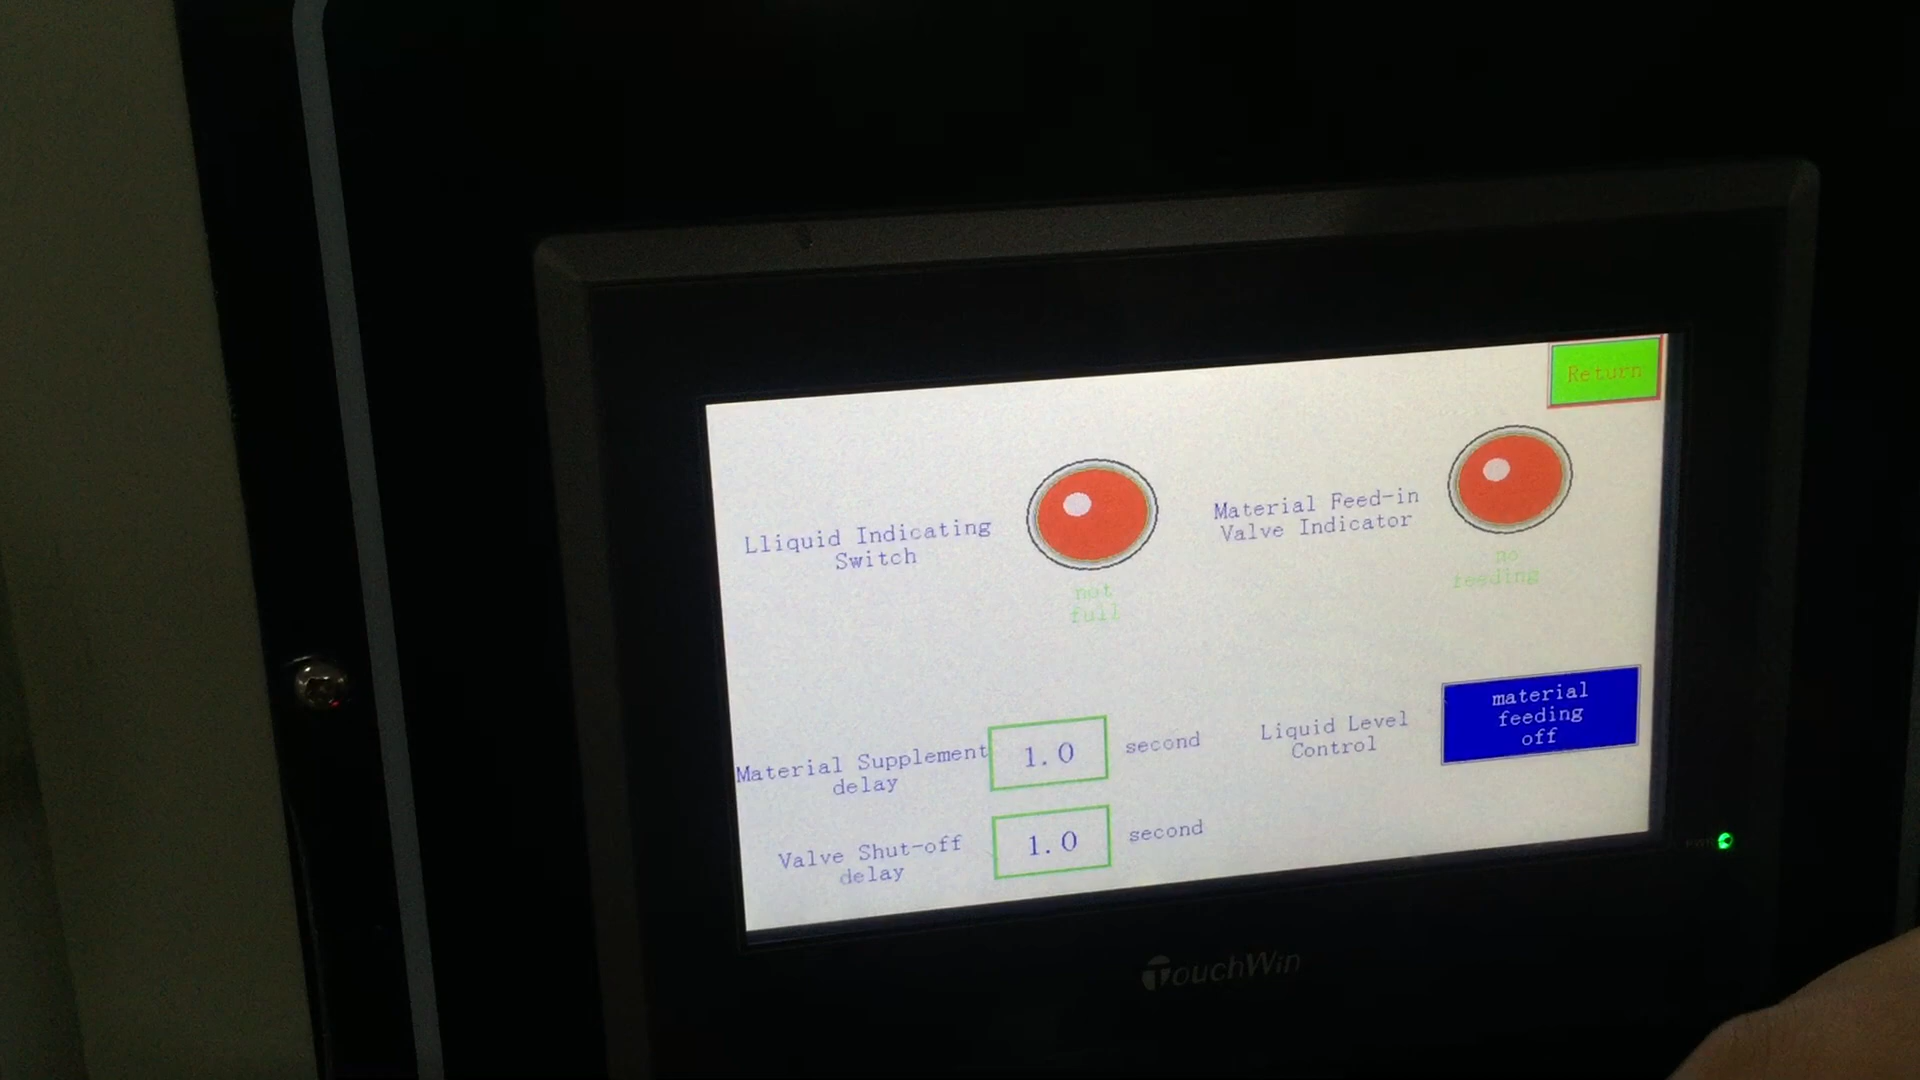 Return
Lliquid Indicating
Switch
not
full
Material Feed-in
Valve Indicator
no
feeding
Material Supplement
delay
1.0
second
Liquid Level
Control
material
feeding
off
Valve Shut-off
delay
1.0
second
TouchWin